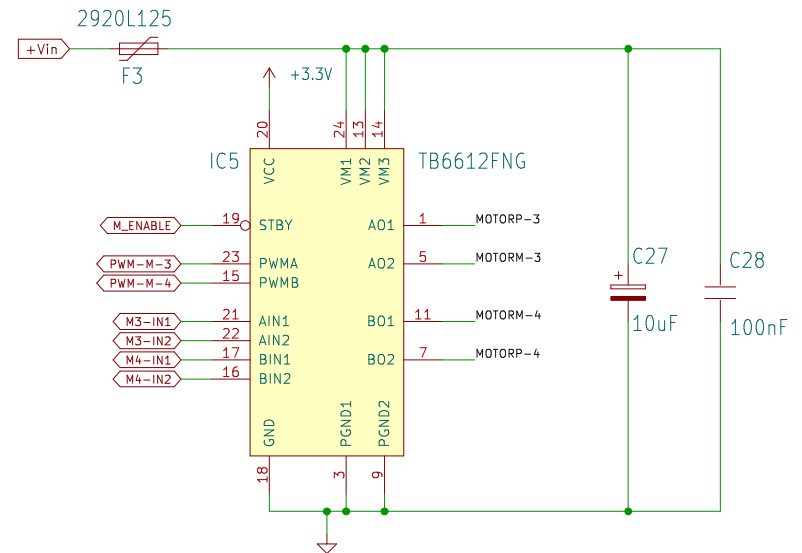 2920L125
+Vin
F3
+3.3V
20
24
13
14
IC5
TB6612FNG
VCC
VM1
VM2
VM3
M_ENABLE
19
STBY
AO1
1
MOTORP-3
PWM-M-3
23
PWMA
AO2
5
MOTORM-3
PWM-M-4
15
PWMB
M3-IN1
21
AIN1
BO1
11
MOTORM-4
M3-IN2
22
AIN2
M4-IN1
17
BIN1
BO2
7
MOTORP-4
M4-IN2
16
BIN2
GND
PGND1
PGND2
18
3
9
+
C27
10uF
C28
100nF